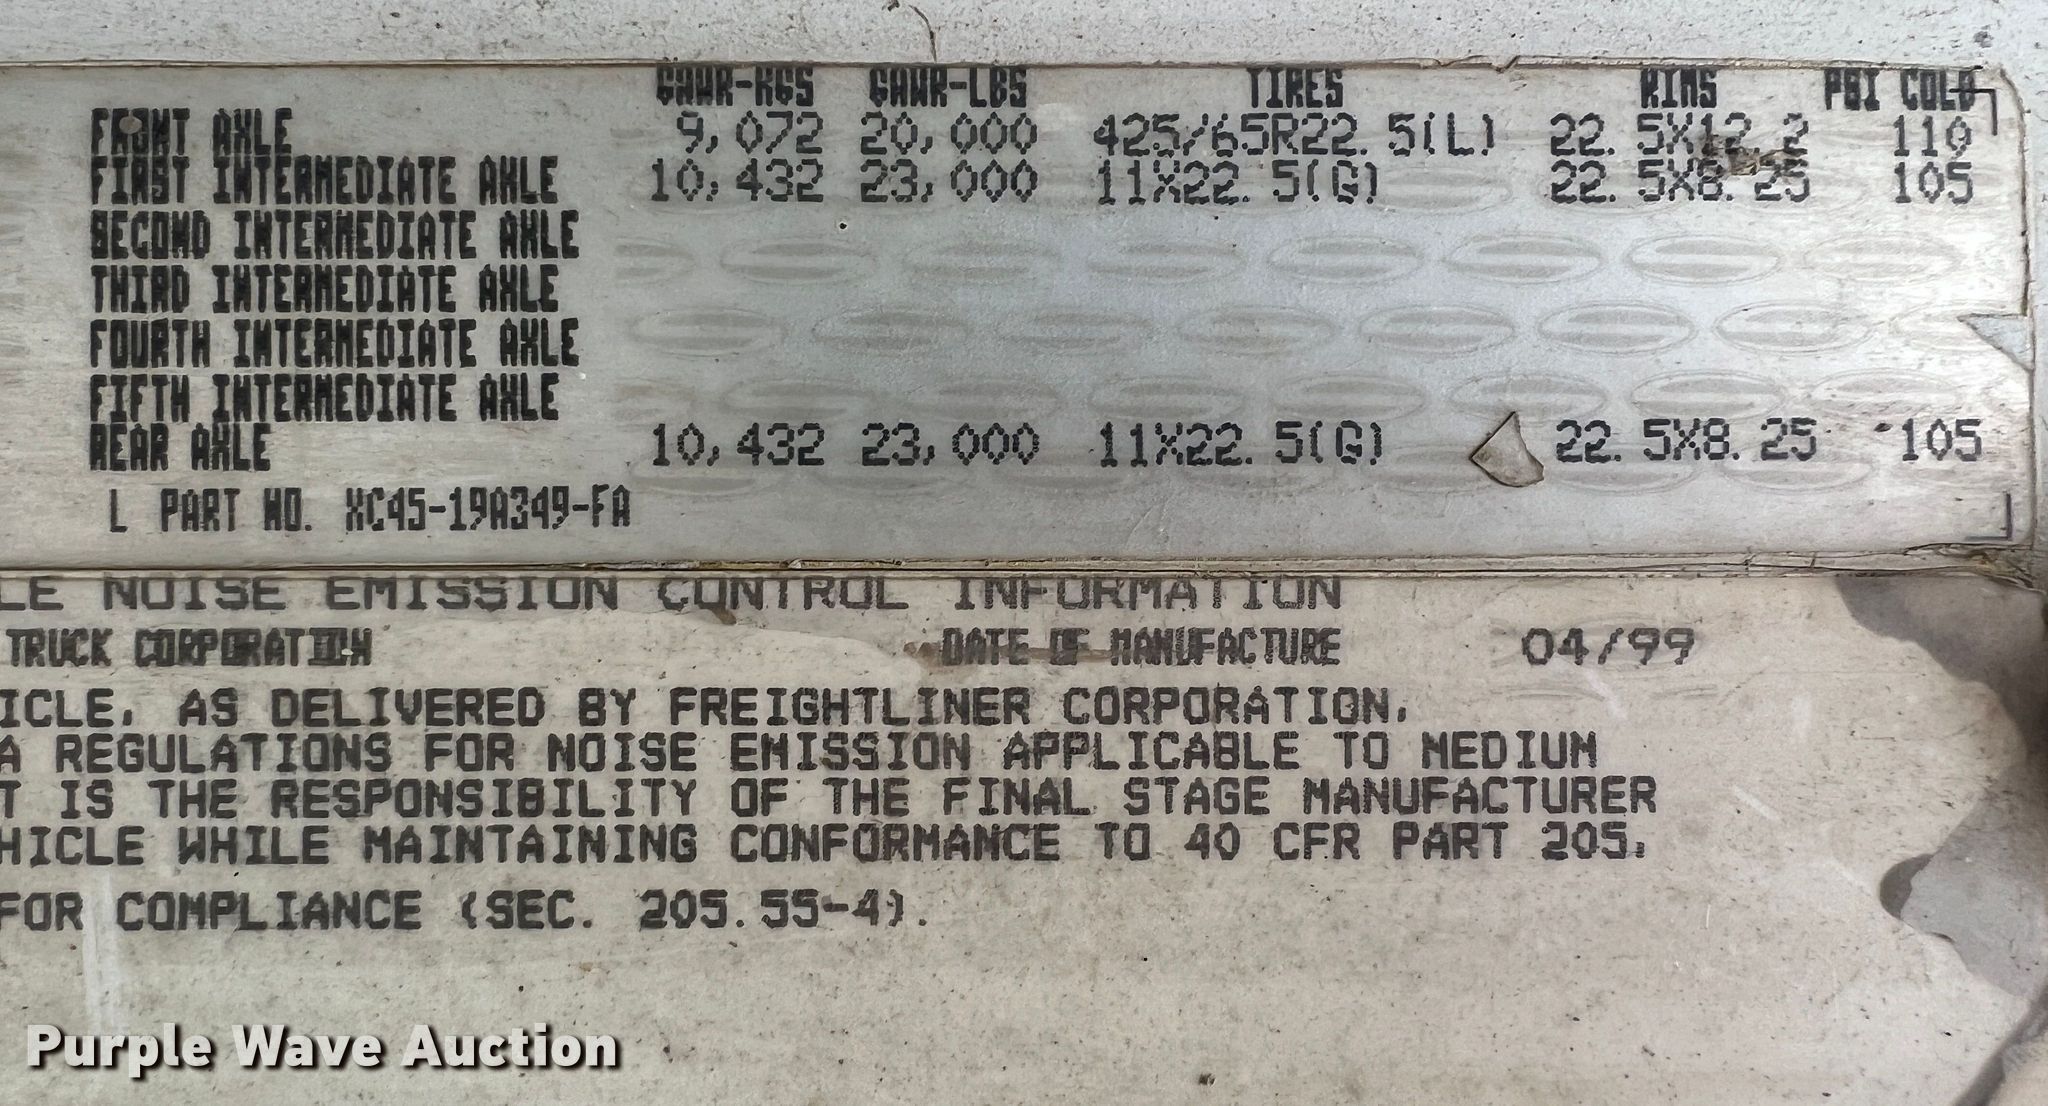 GAWR-KGS GAWR-LBS TIRES RIMS PSI COLD
FRONT AXLE 9,072 20,000 425/65R22.5(L) 22.5X12.2 110
FIRST INTERMEDIATE AXLE 10,432 23,000 11X22.5(G) 22.5X8.25 105
SECOND INTERMEDIATE AXLE
THIRD INTERMEDIATE AXLE
FOURTH INTERMEDIATE AXLE
FIFTH INTERMEDIATE AXLE
REAR AXLE 10,432 23,000 11X22.5(G) 22.5X8.25 105
L PART NO. XC45-19A349-FA
LE NOISE EMISSION CONTROL INFORMATION
TRUCK CORPORATION DATE OF MANUFACTURE 04/99
ICLE, AS DELIVERED BY FREIGHTLINER CORPORATION,
A REGULATIONS FOR NOISE EMISSION APPLICABLE TO MEDIUM
T IS THE RESPONSIBILITY OF THE FINAL STAGE MANUFACTURER
HICLE WHILE MAINTAINING CONFORMANCE TO 40 CFR PART 205,
FOR COMPLIANCE (SEC. 205.55-4).
Purple Wave Auction